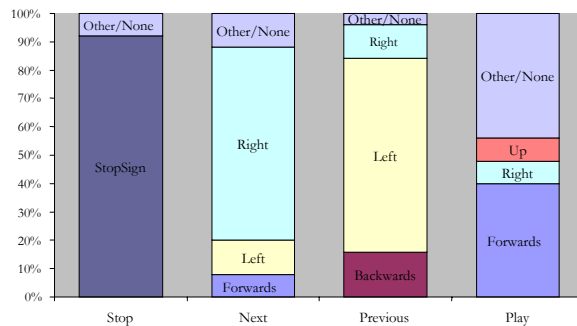 100%
90%
80%
70%
60%
50%
40%
30%
20%
10%
0%
Other/None
StopSign
Other/None
Right
Left
Forwards
Other/None
Right
Left
Backwards
Other/None
Up
Right
Forwards
Stop
Next
Previous
Play